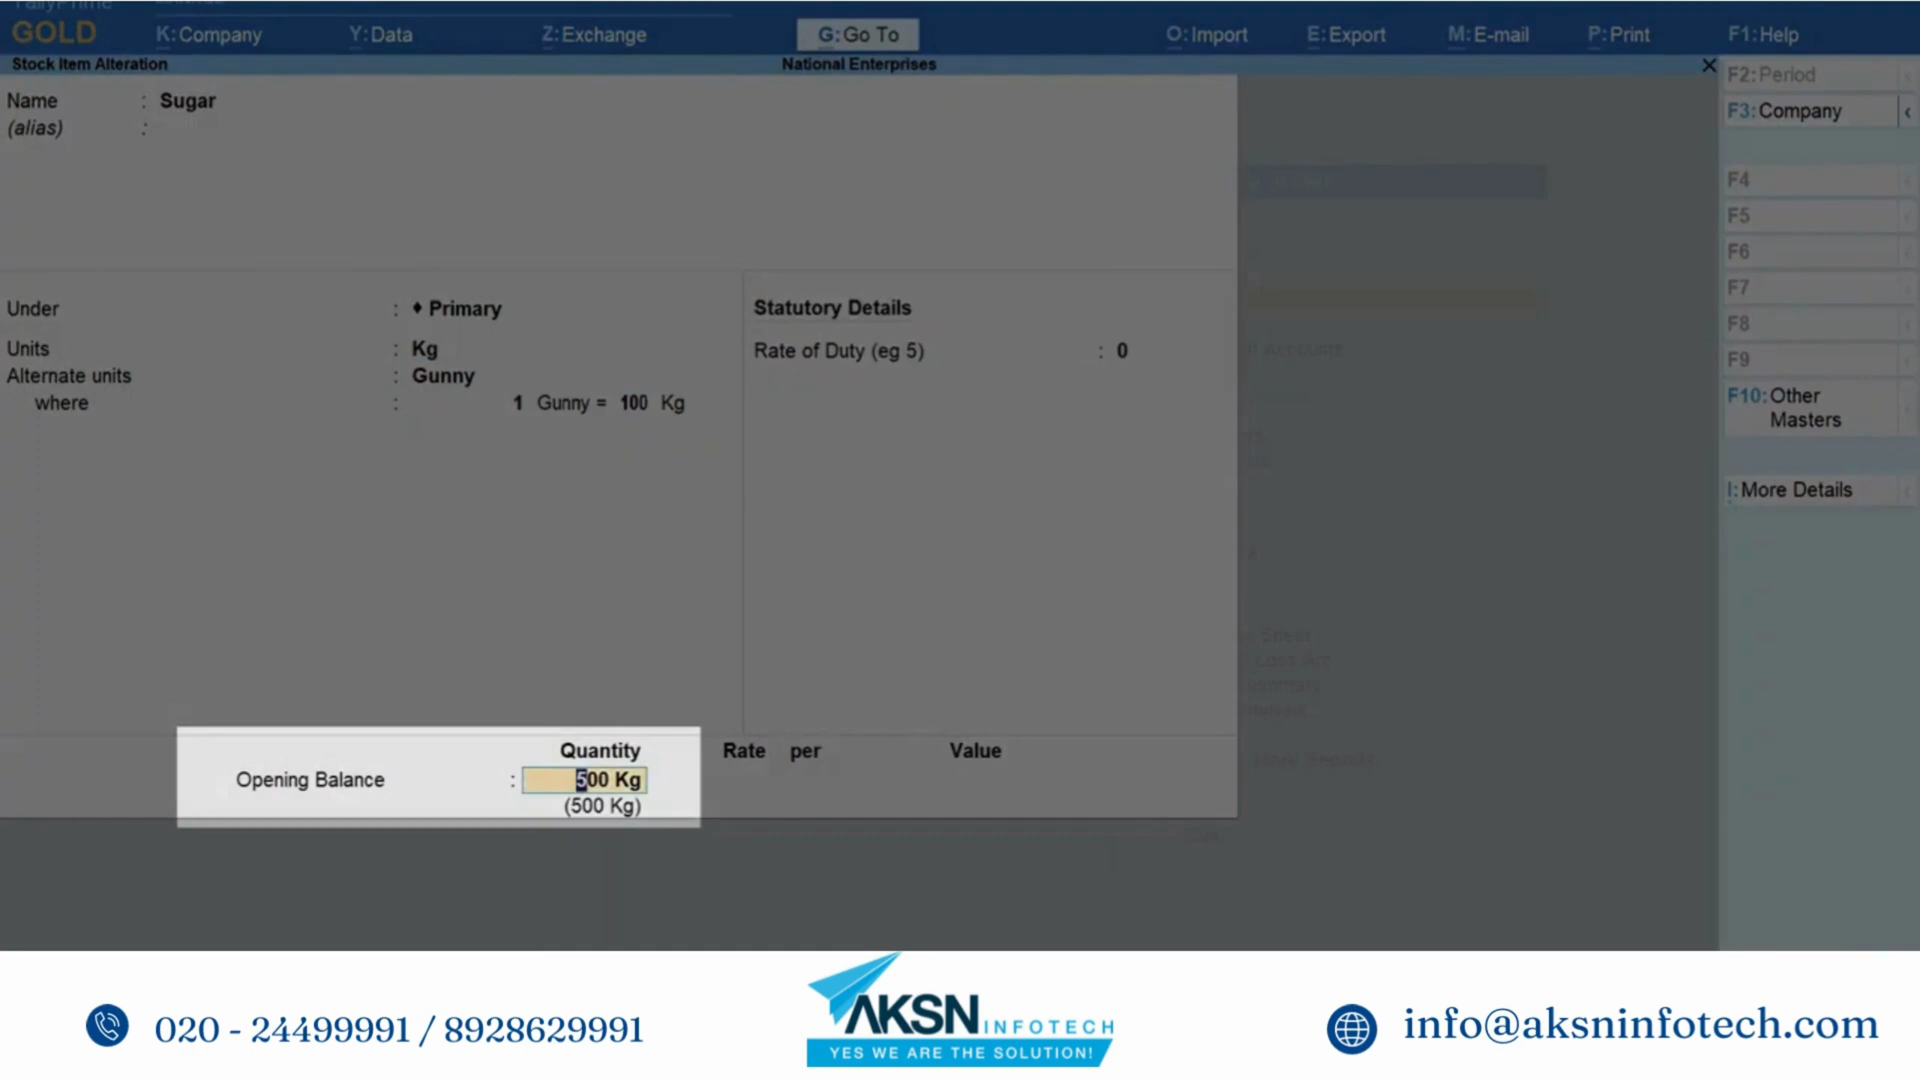 TallyPrime
GOLD
K:Company
Y:Data
Z:Exchange
G:Go To
O:Import
E:Export
M:E-mail
P:Print
F1:Help
Stock Item Alteration
National Enterprises
F2:Period
F3:Company
F4
F5
F6
F7
F8
F9
F10:Other
Masters
I:More Details
Name : Sugar
(alias) :
Under : ♦ Primary
Units : Kg
Alternate units : Gunny
where : 1 Gunny = 100 Kg
Statutory Details
Rate of Duty (eg 5) : 0
Quantity Rate per Value
Opening Balance : 500 Kg
(500 Kg)
020 - 24499991 / 8928629991
AKSN INFOTECH
YES WE ARE THE SOLUTION!
info@aksninfotech.com